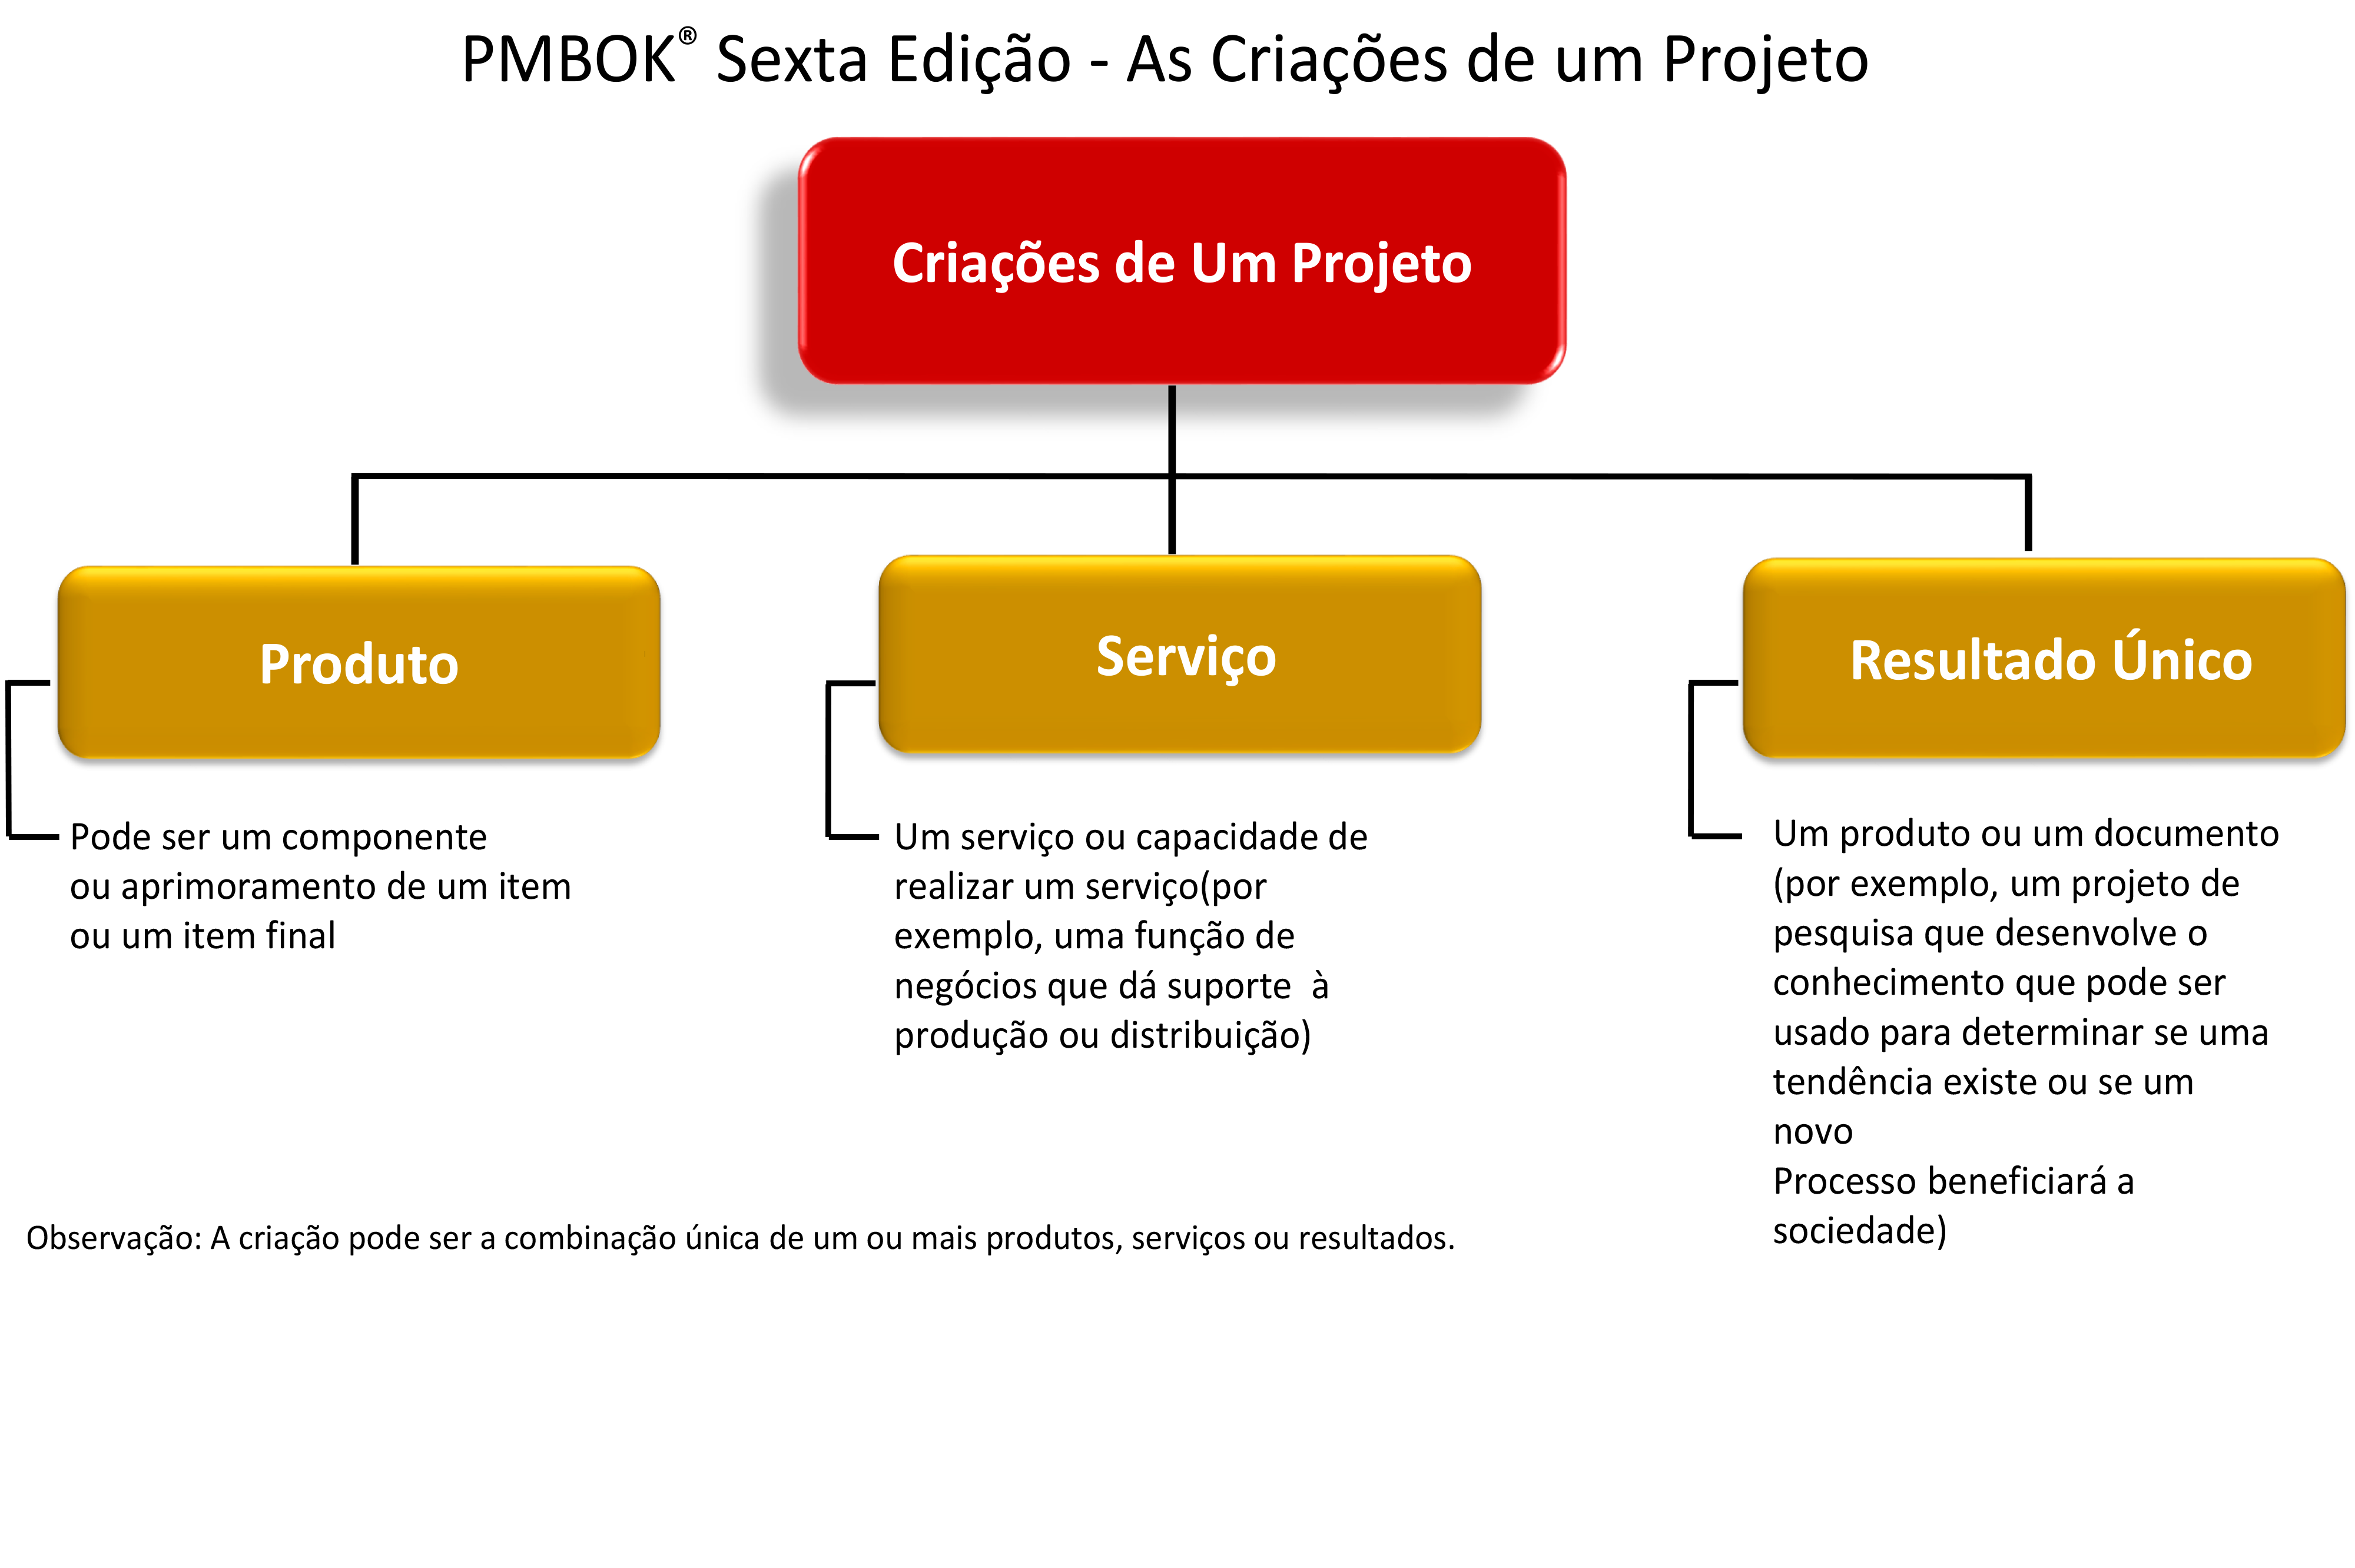 PMBOK® Sexta Edição - As Criações de um Projeto
Criações de Um Projeto
Produto
Serviço
Resultado Único
Pode ser um componente
ou aprimoramento de um item
ou um item final
Um serviço ou capacidade de
realizar um serviço(por
exemplo, uma função de
negócios que dá suporte  à
produção ou distribuição)
Um produto ou um documento
(por exemplo, um projeto de
pesquisa que desenvolve o
conhecimento que pode ser
usado para determinar se uma
tendência existe ou se um
novo
Processo beneficiará a
sociedade)
Observação: A criação pode ser a combinação única de um ou mais produtos, serviços ou resultados.